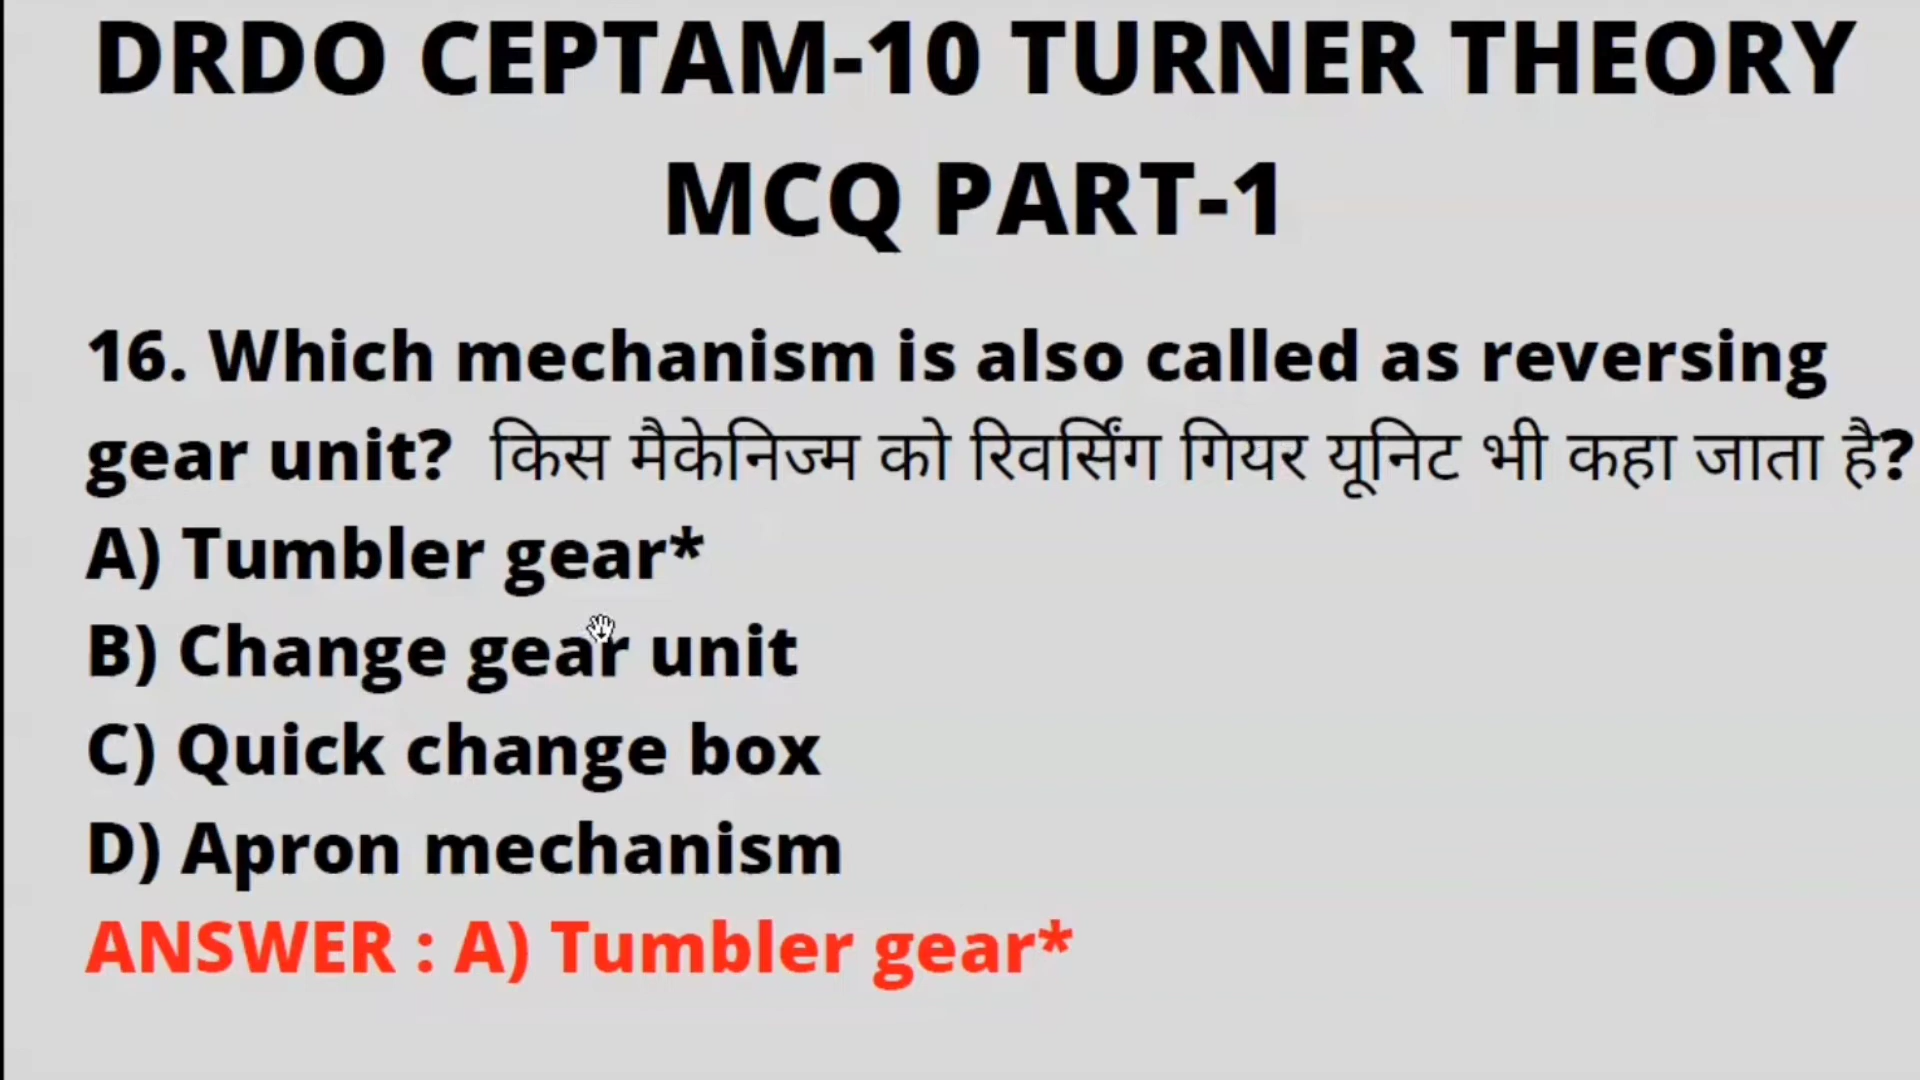 DRDO CEPTAM-10 TURNER THEORY
MCQ PART-1
16. Which mechanism is also called as reversing
gear unit? किस मैकेनिज्म को रिवर्सिंग गियर यूनिट भी कहा जाता है?
A) Tumbler gear*
B) Change gear unit
C) Quick change box
D) Apron mechanism
ANSWER : A) Tumbler gear*